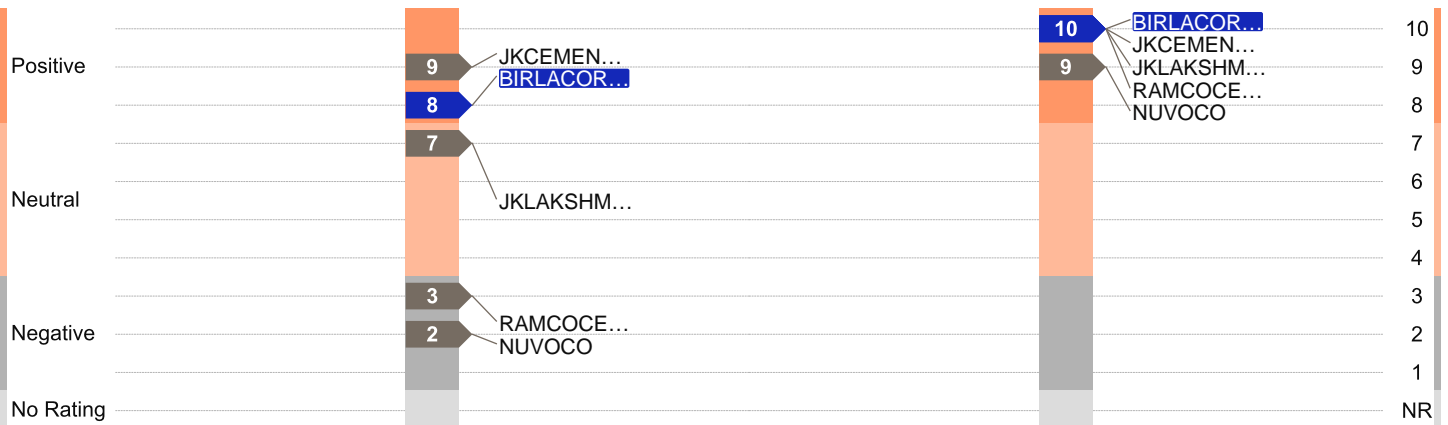 Positive
Neutral
Negative
No Rating
9
8
7
3
2
JKCEMEN…
BIRLACOR…
JKLAKSHM…
RAMCOCE…
NUVOCO
10
9
BIRLACOR…
JKCEMEN…
JKLAKSHM…
RAMCOCE…
NUVOCO
10
9
8
7
6
5
4
3
2
1
NR